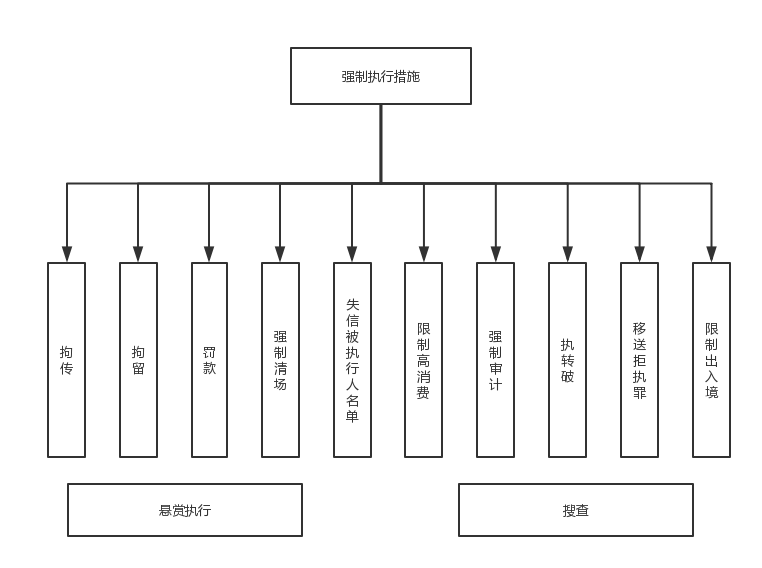 强制执行措施
拘传
拘留
罚款
强制清场
失信被执行人名单
限制高消费
强制审计
执转破
移送拒执罪
限制出入境
悬赏执行
搜查